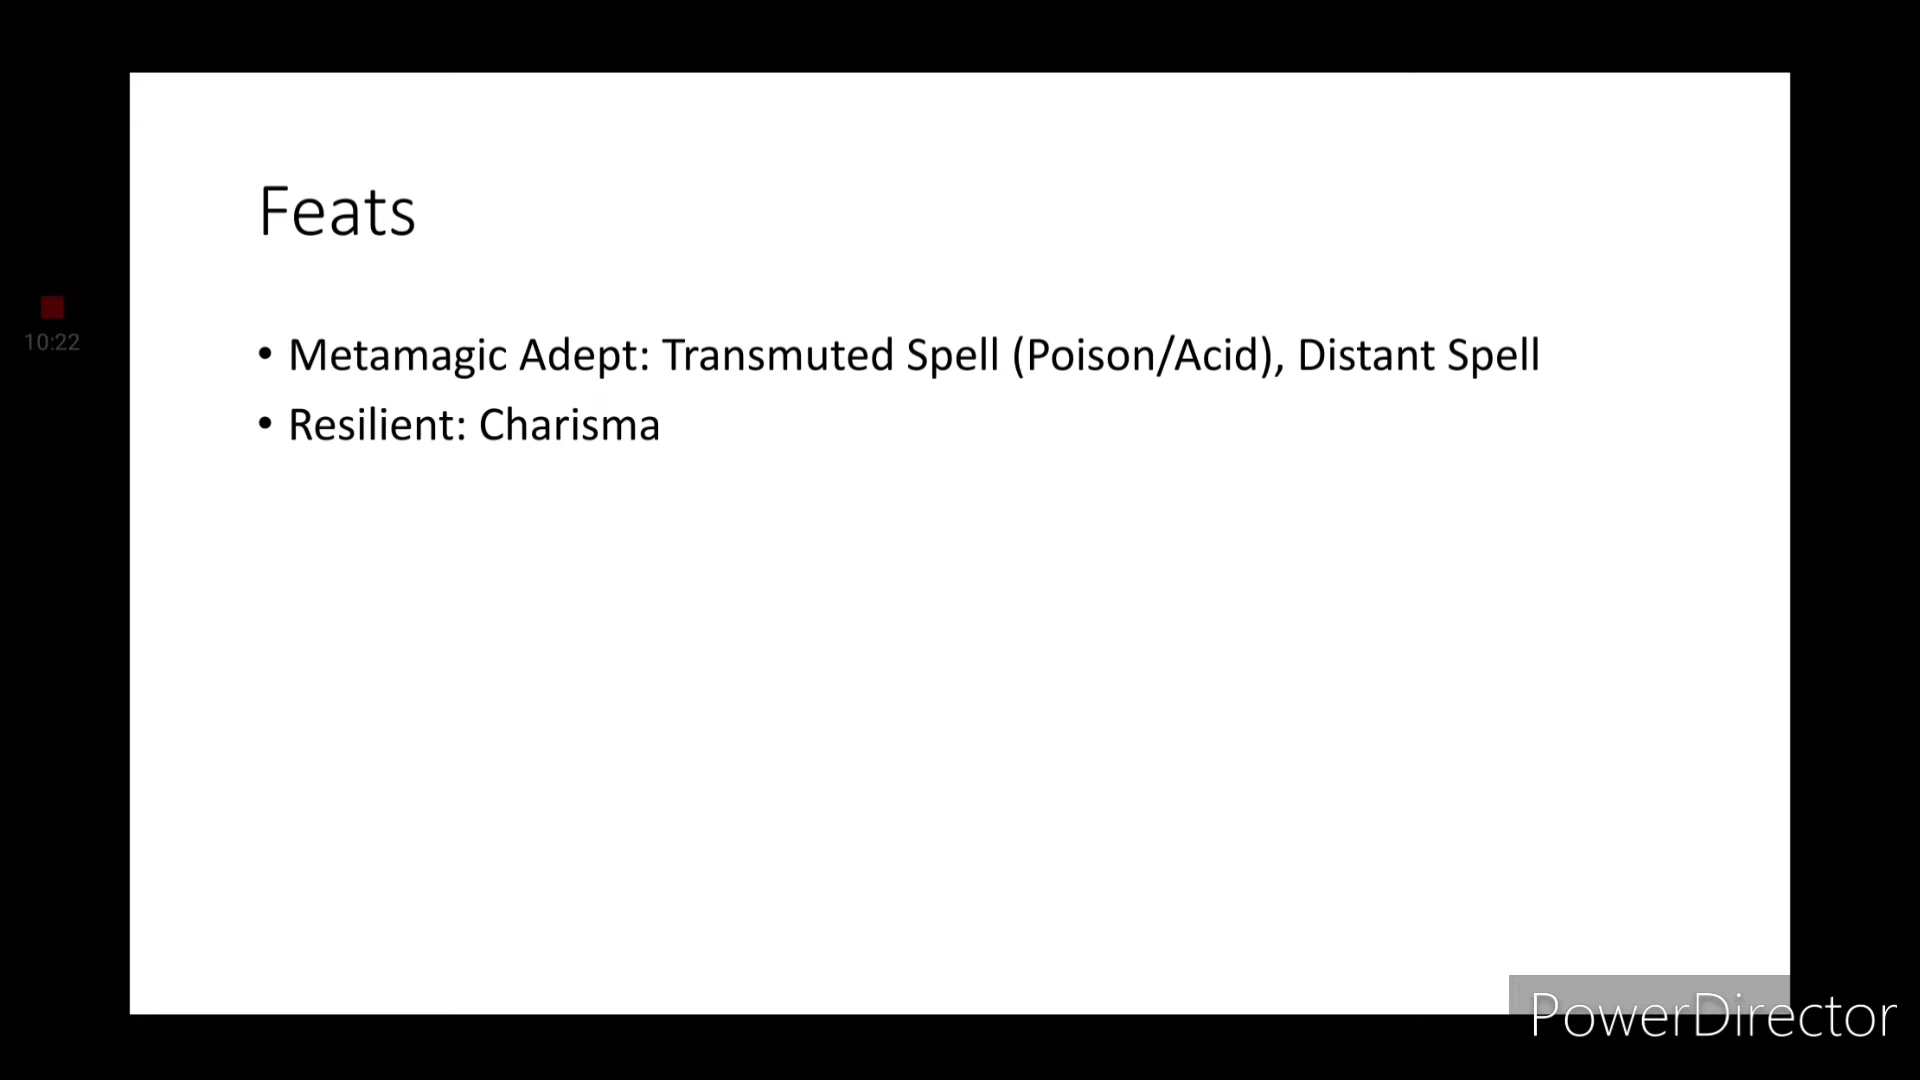 Feats
10:22
• Metamagic Adept: Transmuted Spell (Poison/Acid), Distant Spell
• Resilient: Charisma
PowerDirector